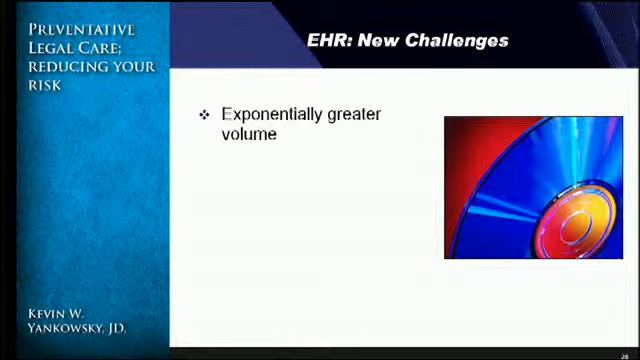 PREVENTATIVE
LEGAL CARE;
REDUCING YOUR
RISK
EHR: New Challenges
Exponentially greater
volume
KEVIN W.
YANKOWSKY, JD.